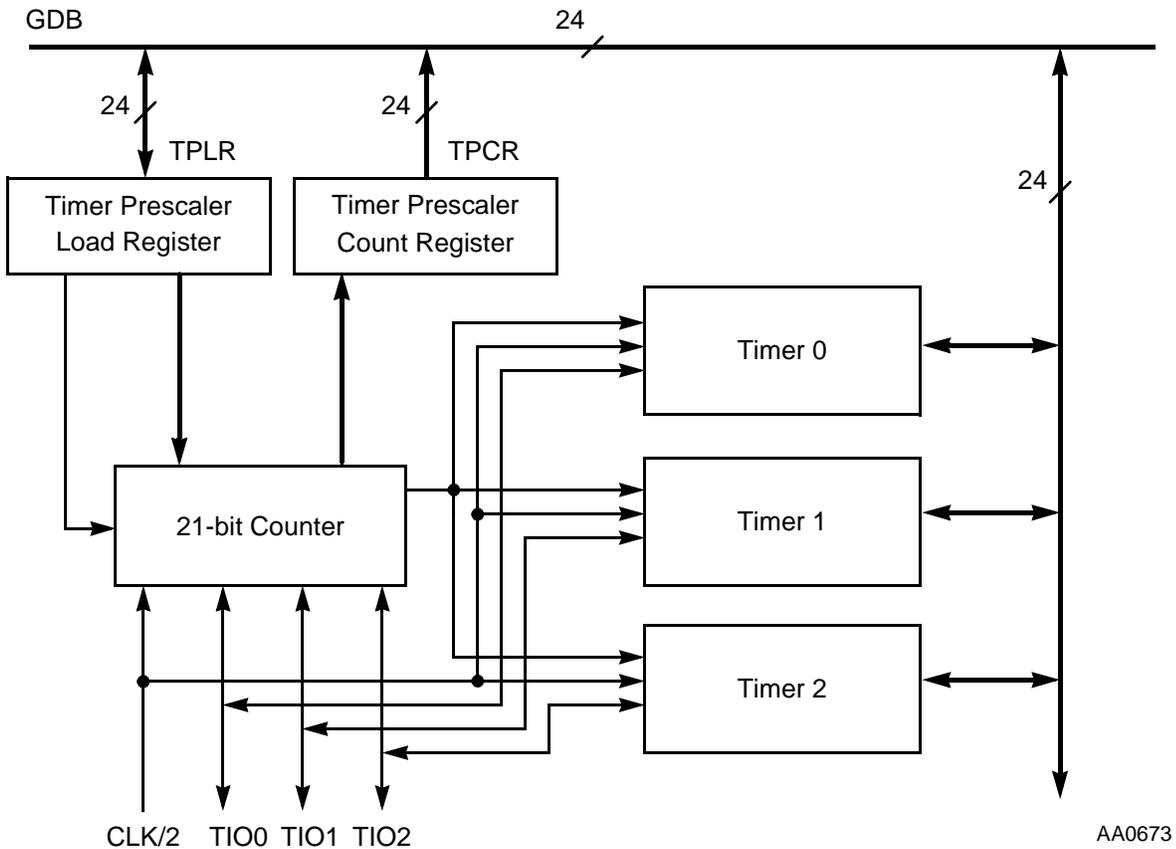 GDB
24
24
TPLR
24
TPCR
24
Timer Prescaler
Load Register
Timer Prescaler
Count Register
Timer 0
21-bit Counter
Timer 1
Timer 2
CLK/2
TIO0
TIO1
TIO2
AA0673